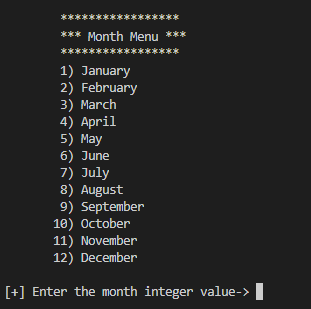 *****************
*** Month Menu ***
*****************
1) January
2) February
3) March
4) April
5) May
6) June
7) July
8) August
9) September
10) October
11) November
12) December
[+] Enter the month integer value->